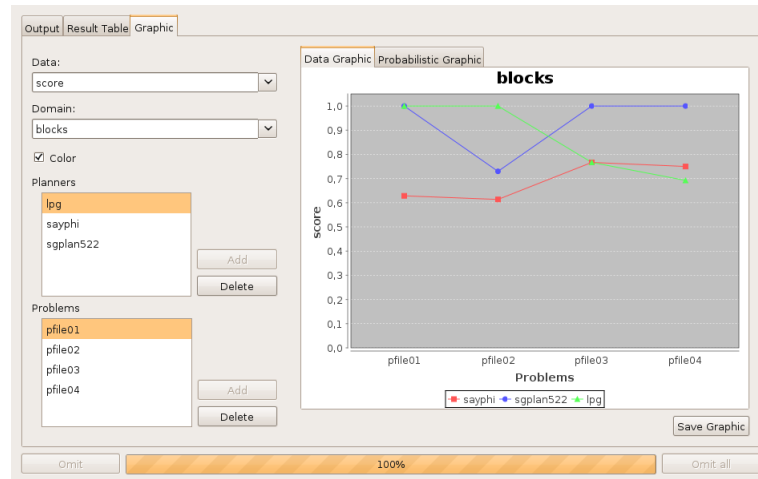 Output Result Table Graphic
Data:
score
Domain:
blocks
Color
Planners
lpg
sayphi
sgplan522
Add
Delete
Problems
pfile01
pfile02
pfile03
pfile04
Add
Delete
Data Graphic Probabilistic Graphic
blocks
1,0
0,9
0,8
0,7
0,6
0,5
0,4
0,3
0,2
0,1
0,0
score
pfile01 pfile02 pfile03 pfile04
Problems
sayphi sgplan522 lpg
Save Graphic
Omit 100% Omit all